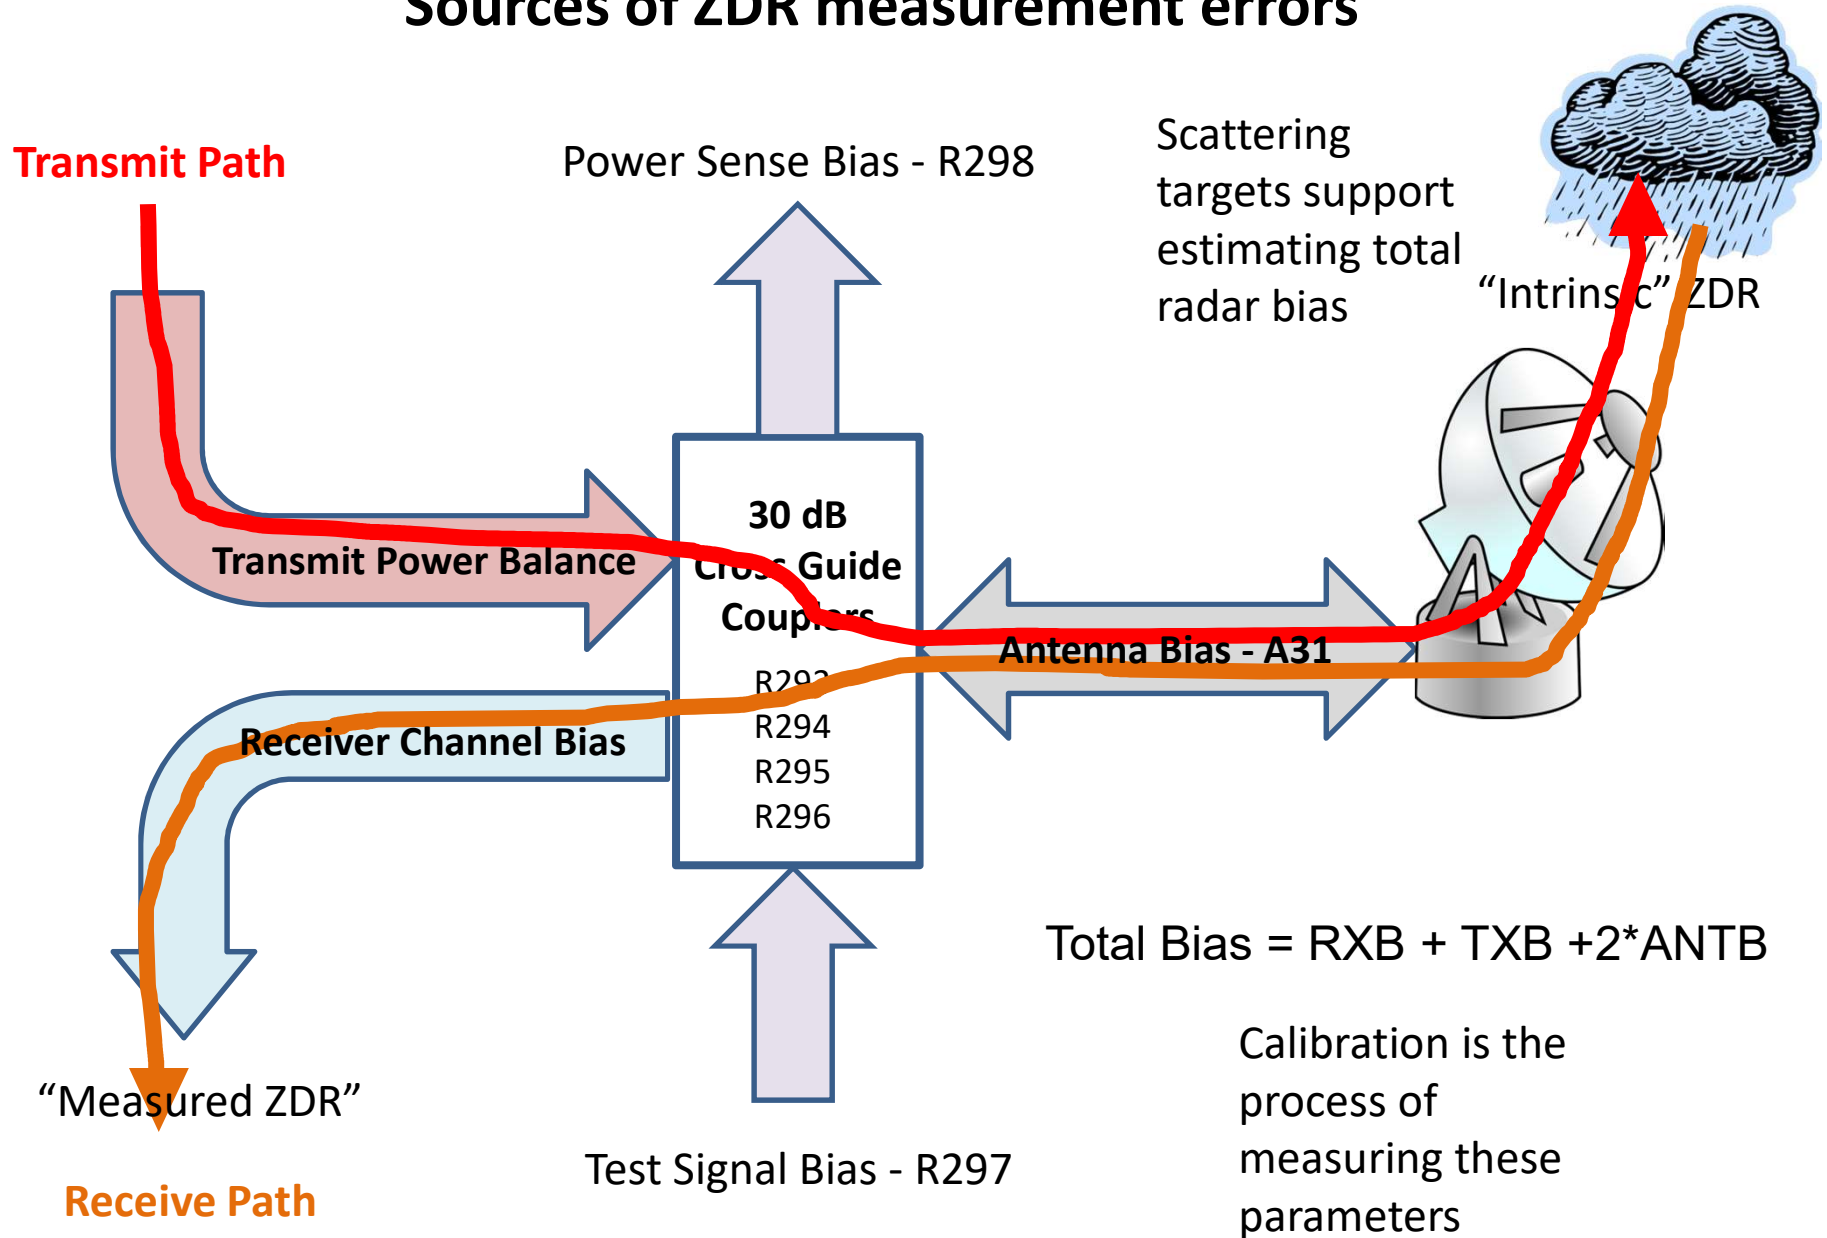 Sources of ZDR measurement errors
Transmit Path
Power Sense Bias - R298
Scattering
targets support
estimating total
radar bias
“Intrinsic” ZDR
30 dB
Cross Guide
Couplers
Transmit Power Balance
Antenna Bias - A31
R293
R294
R295
R296
Receiver Channel Bias
Total Bias = RXB + TXB +2*ANTB
“Measured ZDR”
Receive Path
Test Signal Bias - R297
Calibration is the
process of
measuring these
parameters